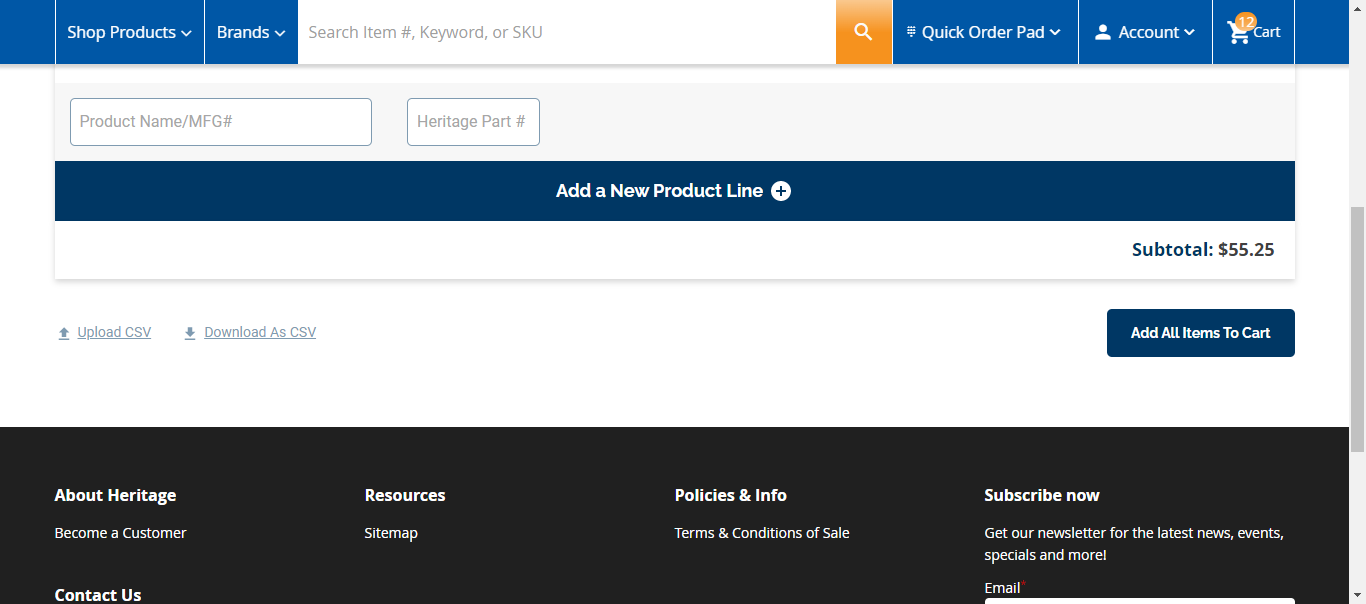 Shop Products
Brands
Search Item #, Keyword, or SKU
Quick Order Pad
Account
12
Cart
Product Name/MFG#
Heritage Part #
Add a New Product Line
Subtotal: $55.25
Upload CSV
Download As CSV
Add All Items To Cart
About Heritage
Resources
Policies & Info
Subscribe now
Become a Customer
Sitemap
Terms & Conditions of Sale
Get our newsletter for the latest news, events,
specials and more!
Email*
Contact Us